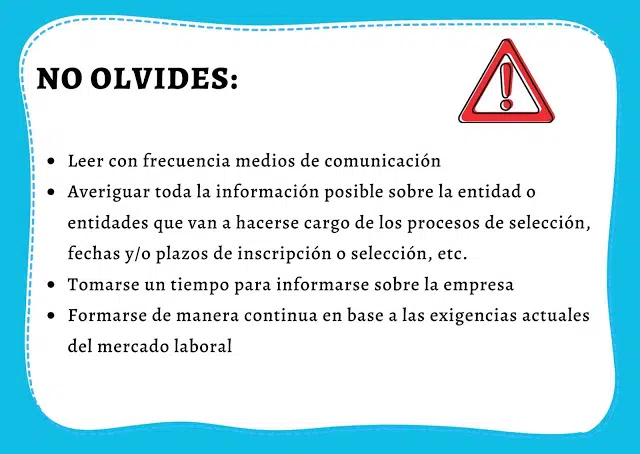 NO OLVIDES:
• Leer con frecuencia medios de comunicación
• Averiguar toda la información posible sobre la entidad o
entidades que van a hacerse cargo de los procesos de selección,
fechas y/o plazos de inscripción o selección, etc.
• Tomarse un tiempo para informarse sobre la empresa
• Formarse de manera continua en base a las exigencias actuales
del mercado laboral